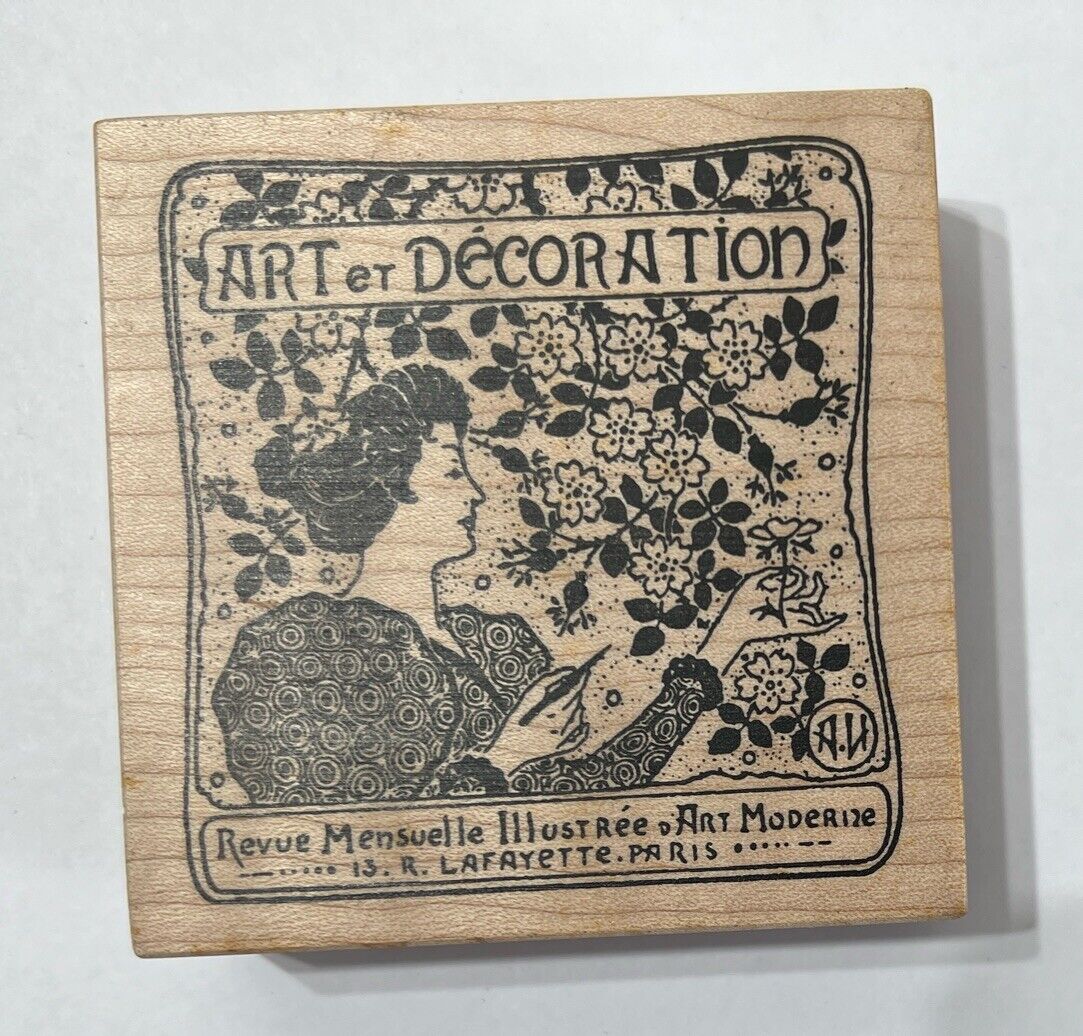 ART ET DÉCORATION
A.V.
REVUE MENSUELLE ILLUSTRÉE D'ART MODERNE
13. R. LAFAYETTE. PARIS